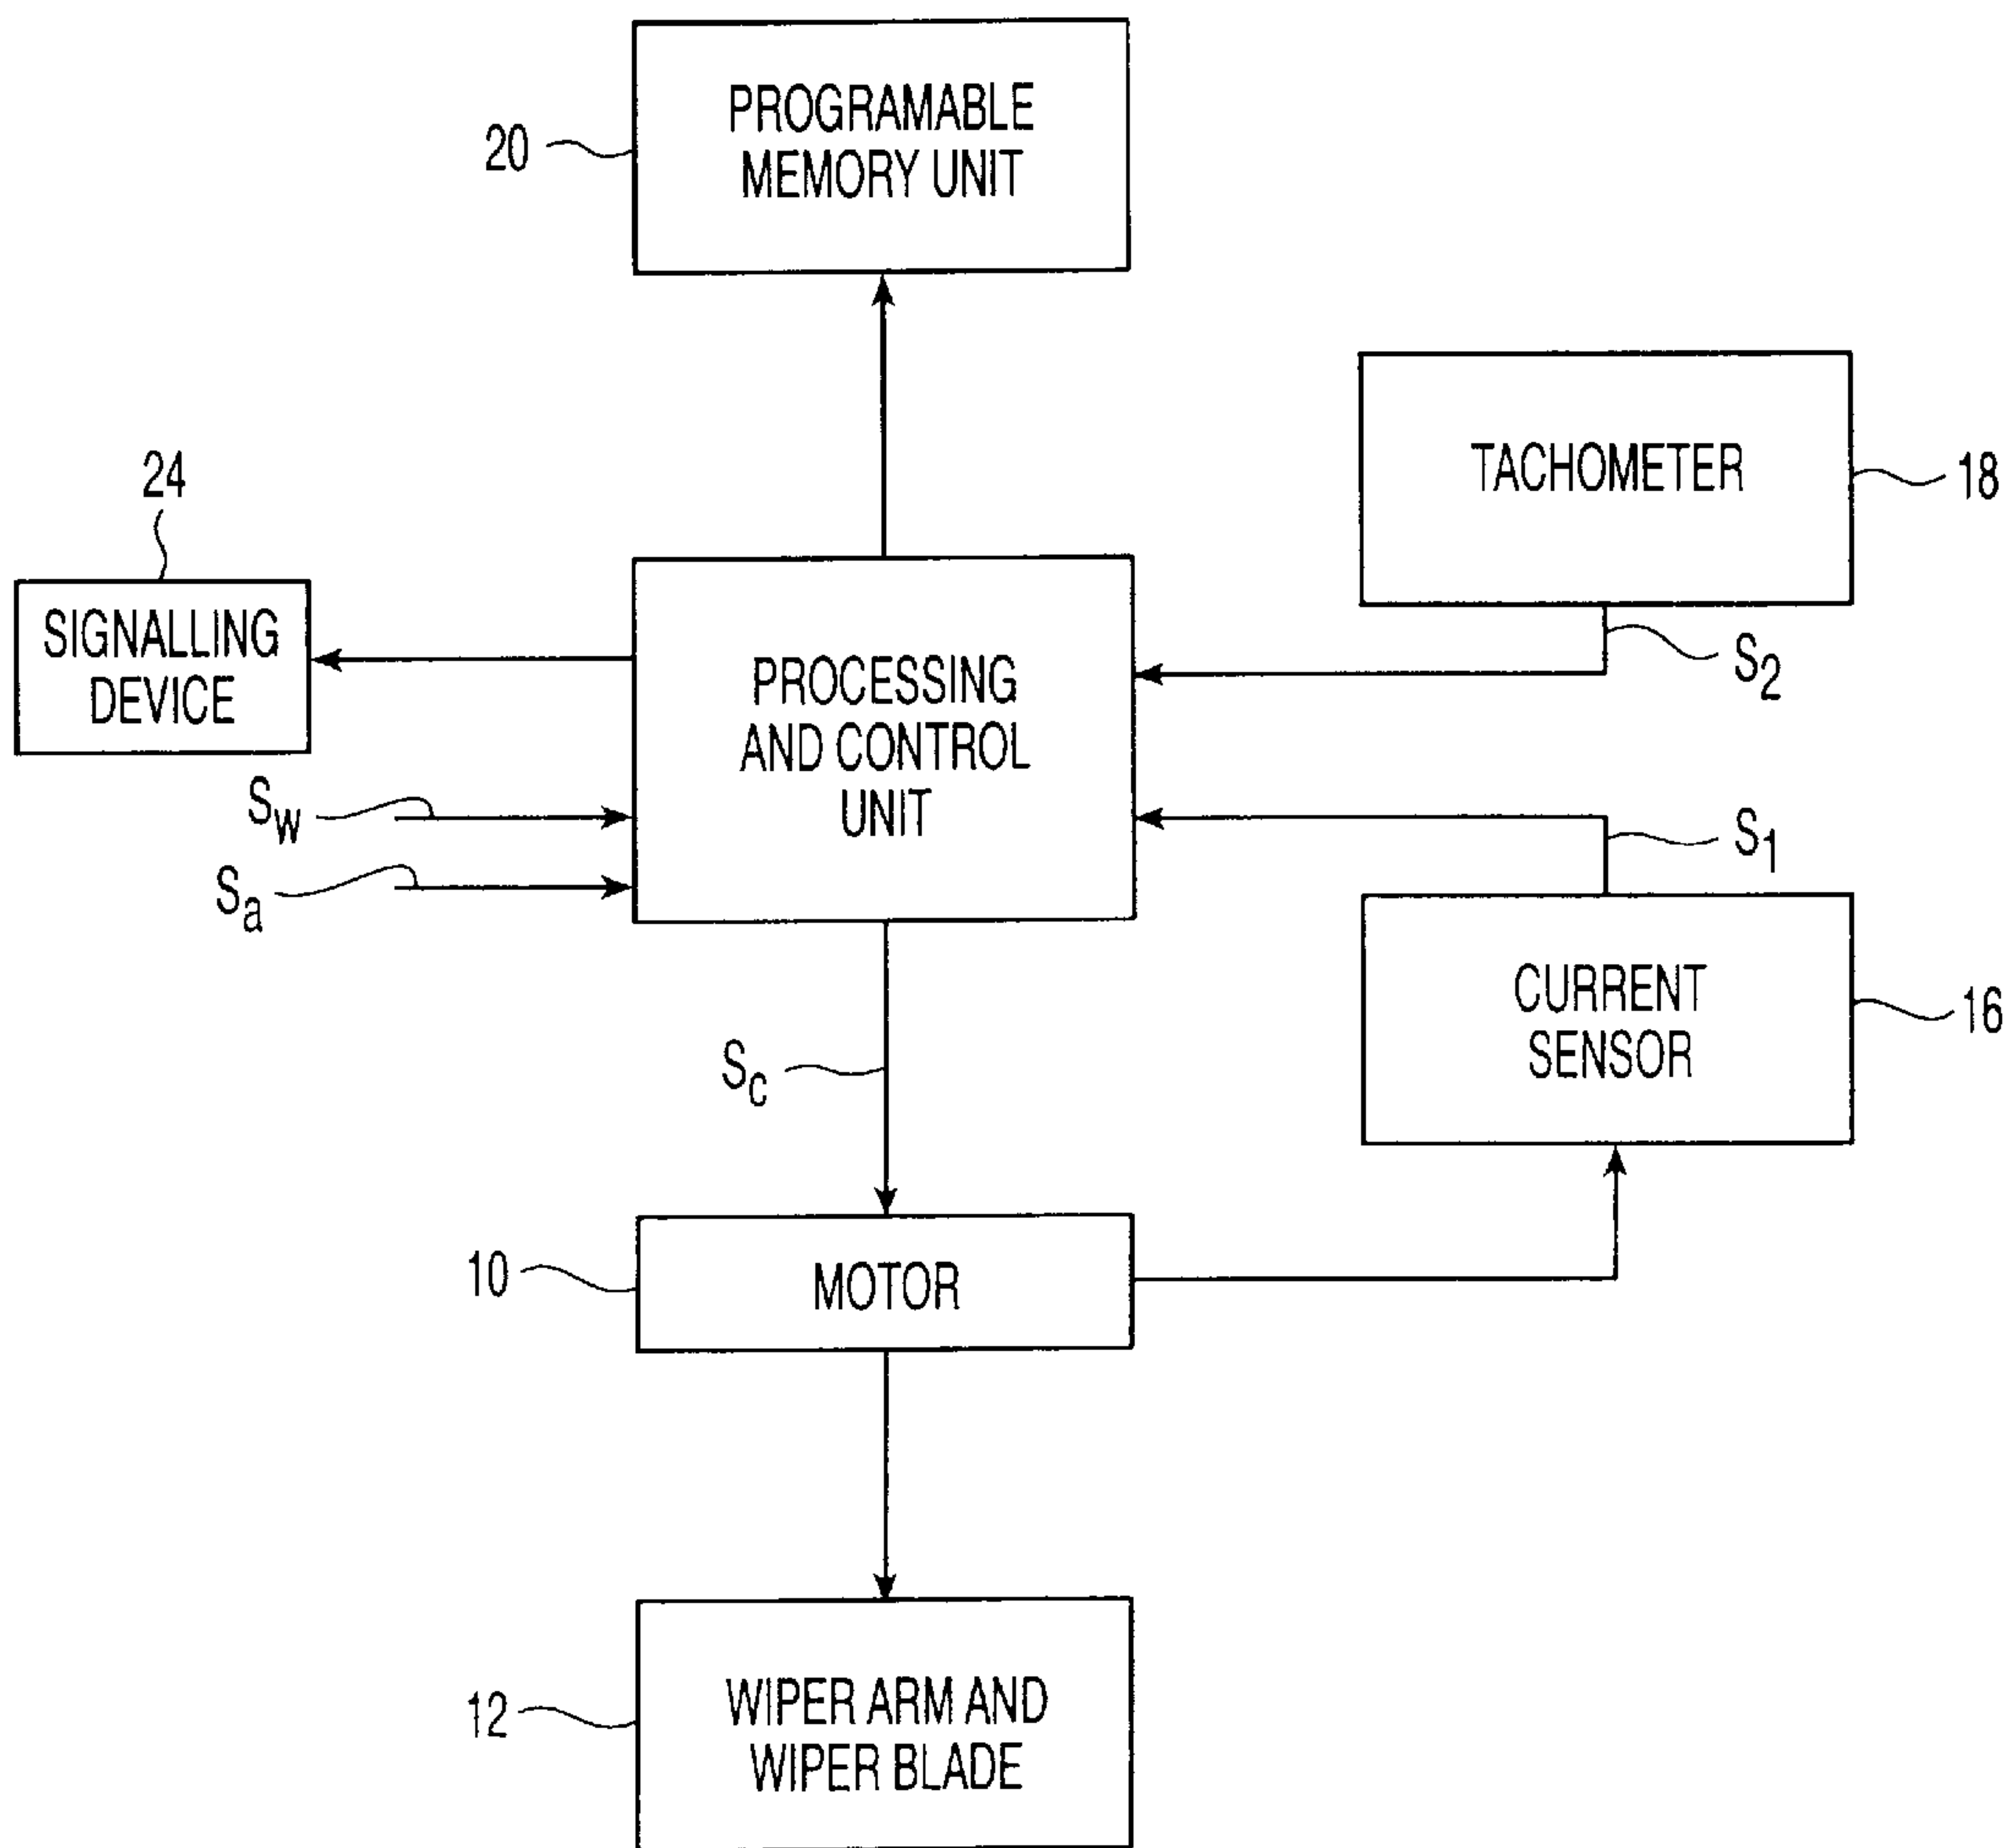 PROGRAMABLE
MEMORY UNIT
20
TACHOMETER
18
24
SIGNALLING
DEVICE
S2
PROCESSING
AND CONTROL
UNIT
Sw
Sa
S1
CURRENT
SENSOR
16
Sc
10
MOTOR
12
WIPER ARM AND
WIPER BLADE